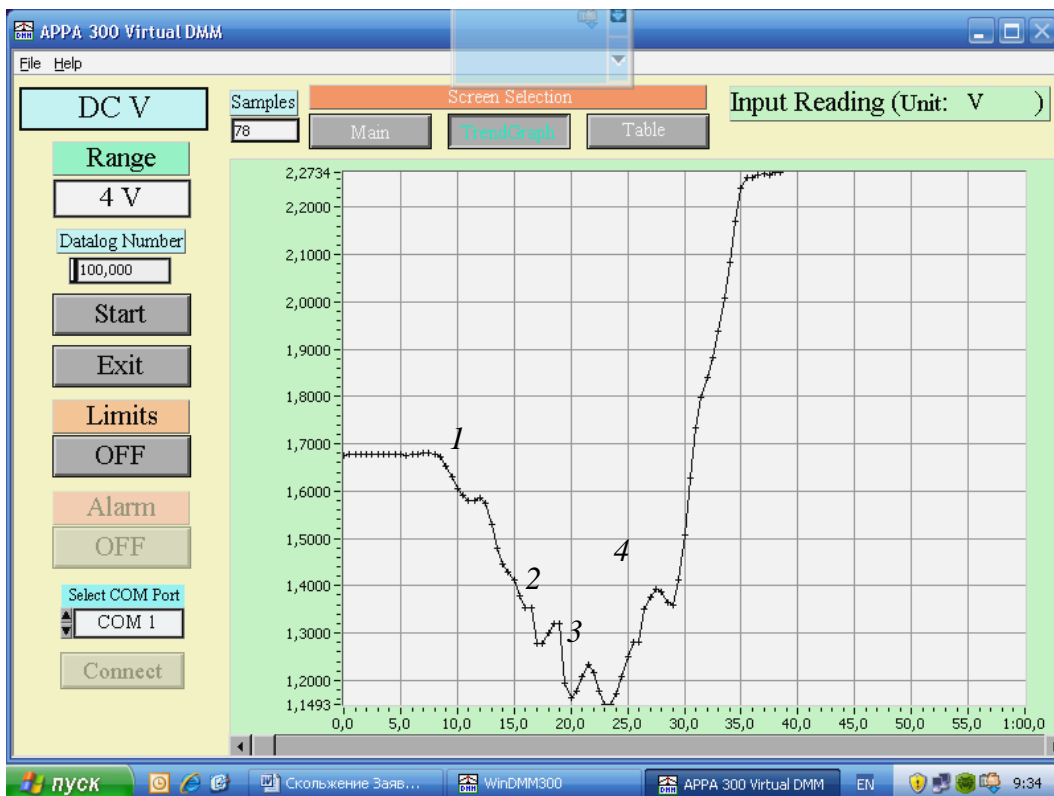 APPA 300 Virtual DMM
File Help
DC V
Samples
78
Screen Selection
Main
TrendGraph
Table
Input Reading (Unit: V )
Range
4 V
Datalog Number
100,000
Start
Exit
Limits
OFF
Alarm
OFF
Select COM Port
COM 1
Connect
2,2734
2,2000
2,1000
2,0000
1,9000
1,8000
1,7000
1,6000
1,5000
1,4000
1,3000
1,2000
1,1493
1
2
3
4
0,0 5,0 10,0 15,0 20,0 25,0 30,0 35,0 40,0 45,0 50,0 55,0 1:00,0
пуск
Скольжение Заяв...
WinDMM300
APPA 300 Virtual DMM
EN
9:34